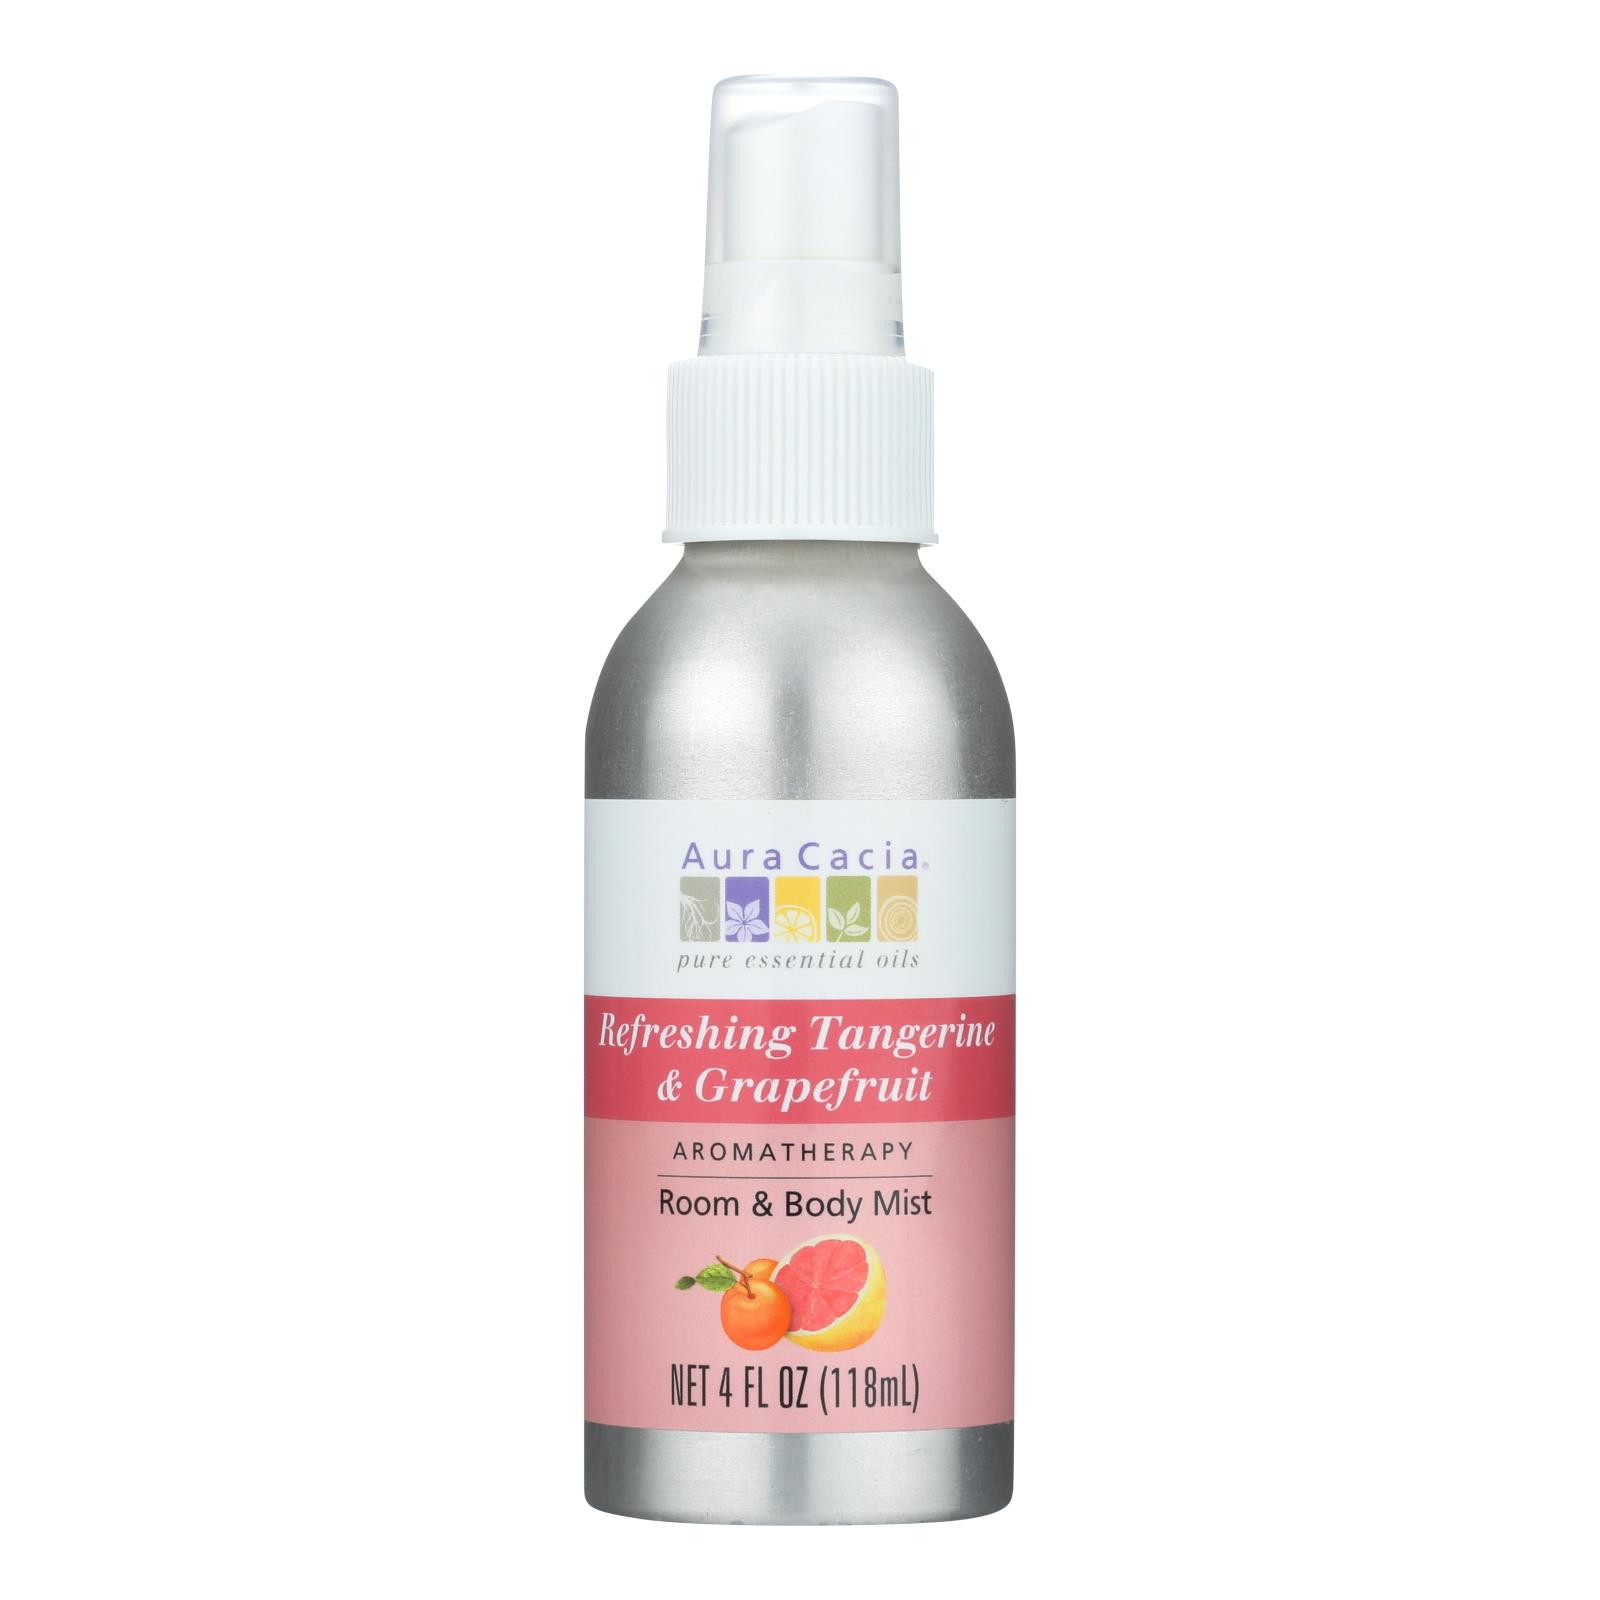 Aura Cacia®
pure essential oils
Refreshing Tangerine
& Grapefruit
AROMATHERAPY
Room & Body Mist
NET 4 FL OZ (118mL)